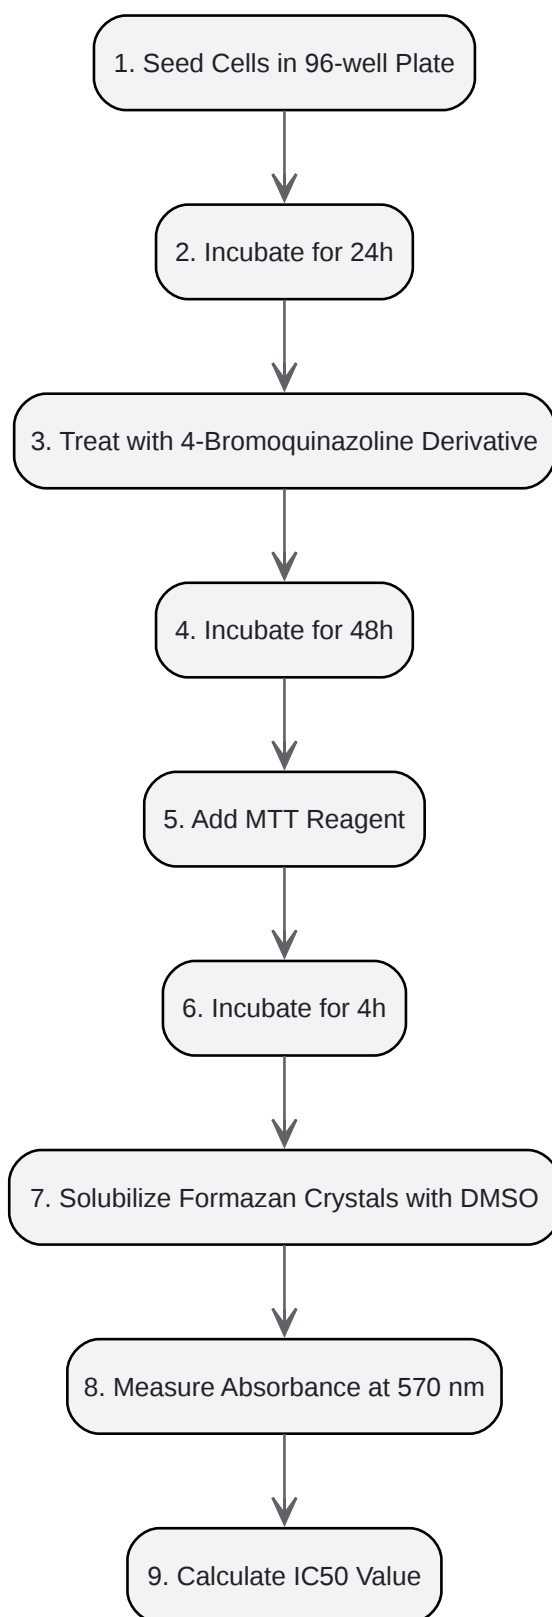 1. Seed Cells in 96-well Plate
2. Incubate for 24h
3. Treat with 4-Bromoquinazoline Derivative
4. Incubate for 48h
5. Add MTT Reagent
6. Incubate for 4h
7. Solubilize Formazan Crystals with DMSO
8. Measure Absorbance at 570 nm
9. Calculate IC50 Value